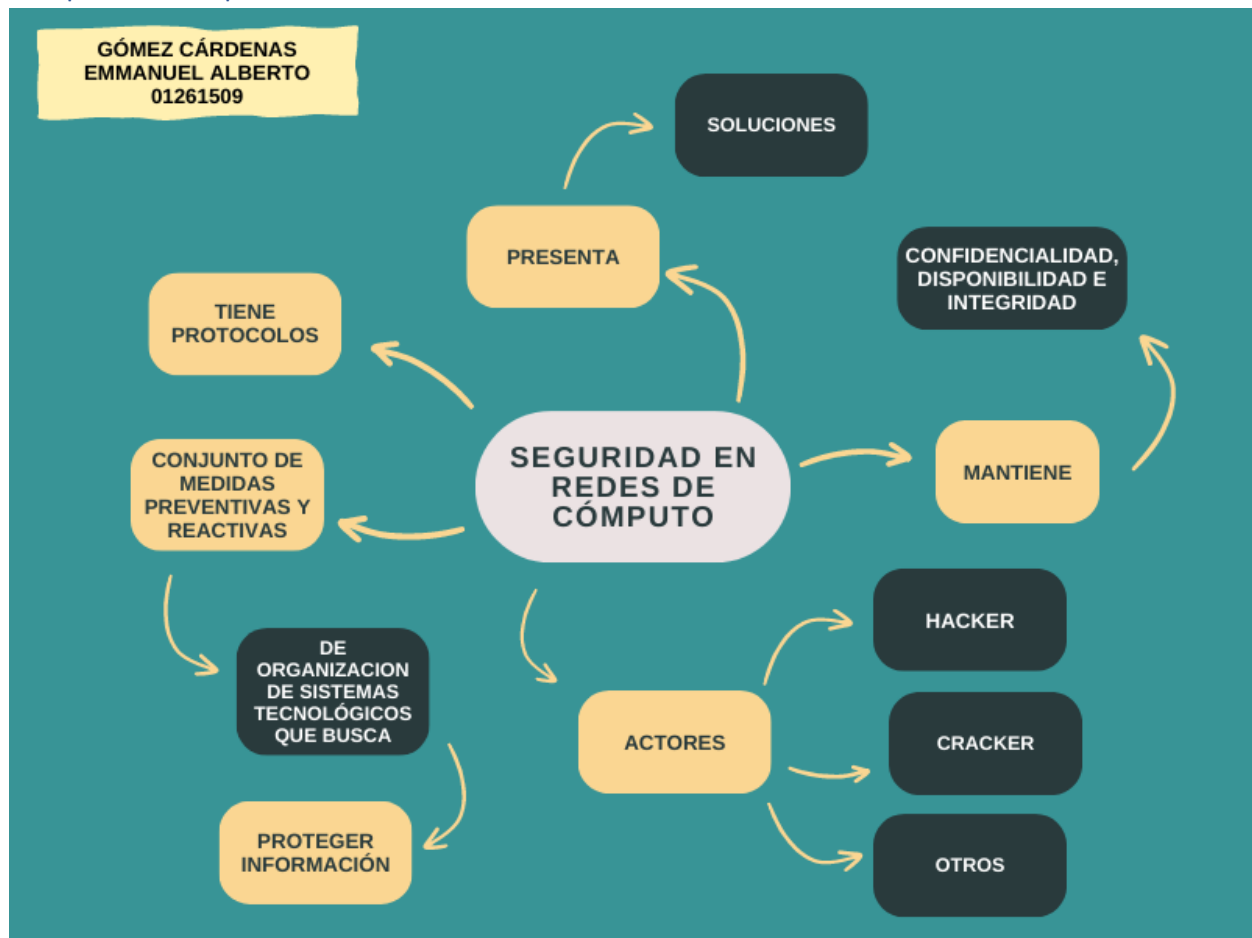 GÓMEZ CÁRDENAS
EMMANUEL ALBERTO
01261509
SOLUCIONES
PRESENTA
CONFIDENCIALIDAD,
DISPONIBILIDAD E
INTEGRIDAD
TIENE
PROTOCOLOS
SEGURIDAD EN
REDES DE
CÓMPUTO
MANTIENE
CONJUNTO DE
MEDIDAS
PREVENTIVAS Y
REACTIVAS
DE
ORGANIZACION
DE SISTEMAS
TECNOLÓGICOS
QUE BUSCA
PROTEGER
INFORMACIÓN
ACTORES
HACKER
CRACKER
OTROS